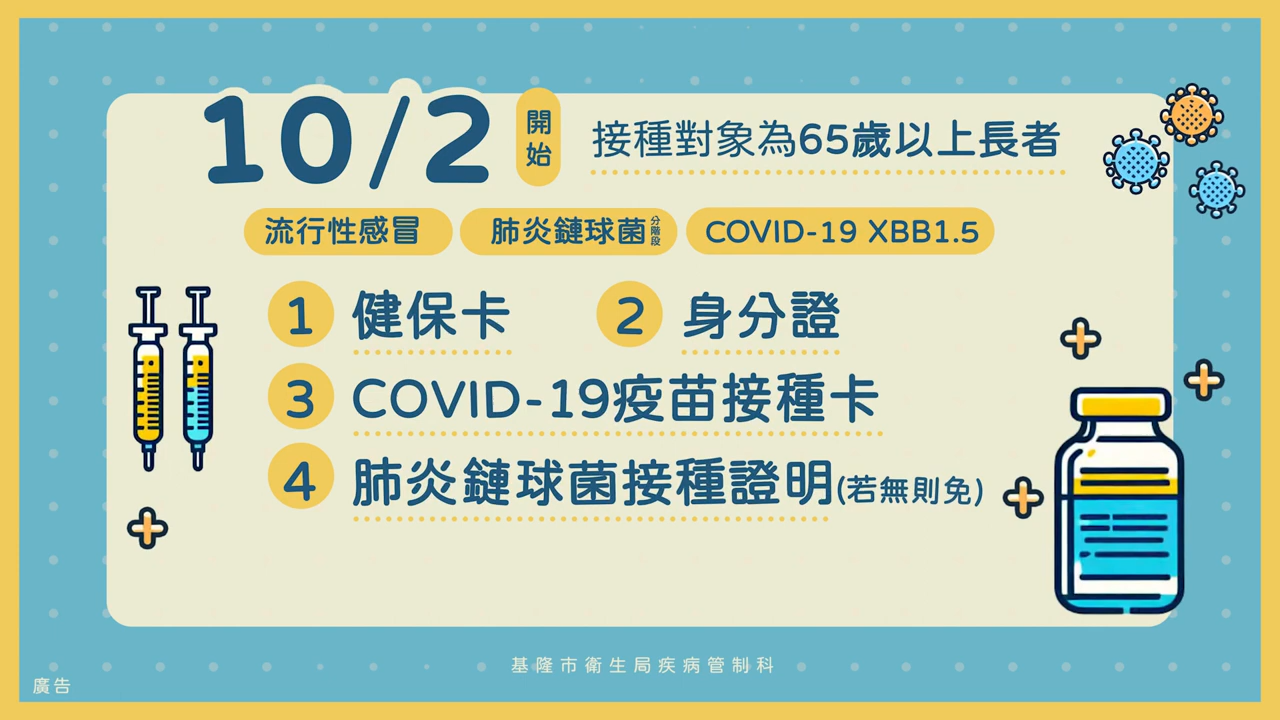 10/2 開始 接種對象為65歲以上長者
流行性感冒 肺炎鏈球菌分階段 COVID-19 XBB1.5
1 健保卡 2 身分證
3 COVID-19疫苗接種卡
4 肺炎鏈球菌接種證明(若無則免)
基隆市衛生局疾病管制科
廣告